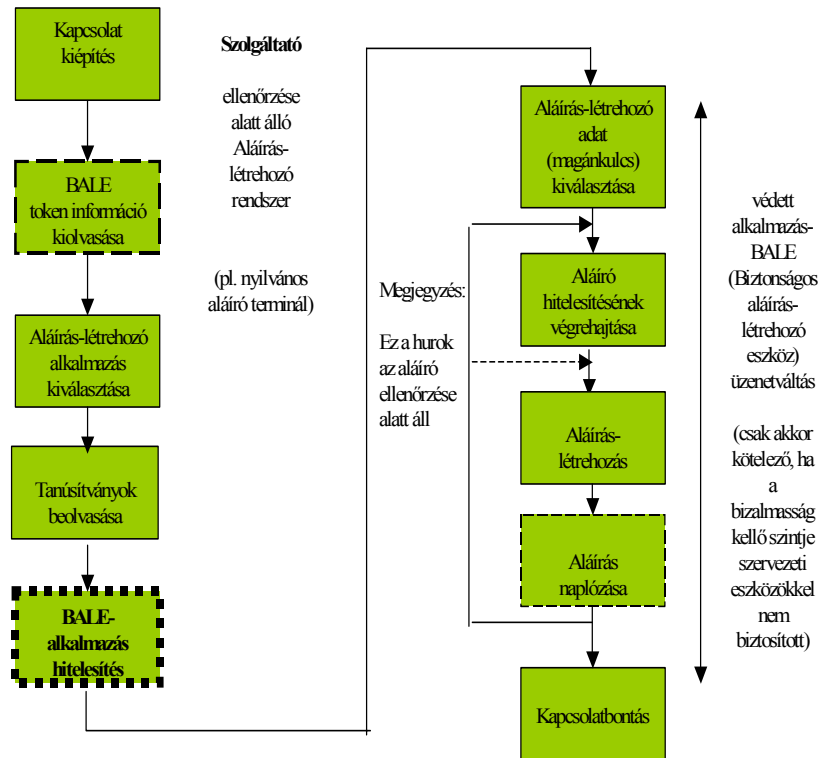 Kapcsolat
kiépítés
BALE
token információ
kiolvasása
Aláírás-létrehozó
alkalmazás
kiválasztása
Tanúsítványok
beolvasása
BALE-
alkalmazás
hitelesítés
Szolgáltató
ellenőrzése
alatt álló
Aláírás-
létrehozó
rendszer
(pl. nyilvános
aláíró terminál)
Megjegyzés:
Ez a hurok
az aláíró
ellenőrzése
alatt áll
Aláírás-létrehozó
adat
(magánkulcs)
kiválasztása
Aláíró
hitelesítésének
végrehajtása
Aláírás-
létrehozás
Aláírás
naplózása
Kapcsolatbontás
védett
alkalmazás-
BALE
(Biztonságos
aláírás-
létrehozó
eszköz)
üzenetváltás
(csak akkor
kötelező, ha
a
bizalmasság
kellő szintje
szervezeti
eszközökkel
nem
biztosított)